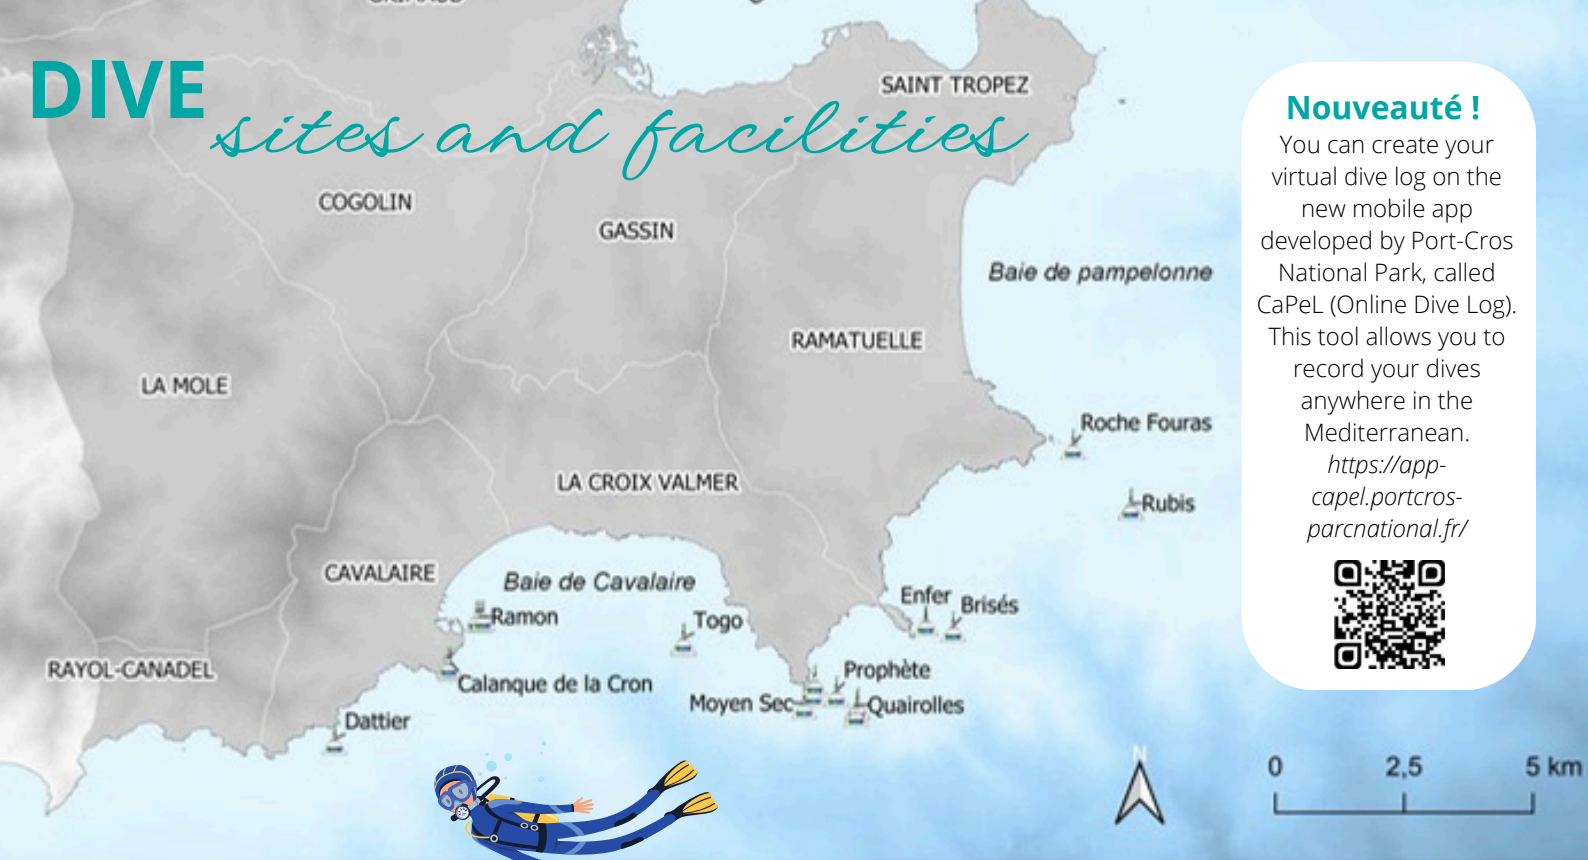 DIVE
sites and facilities
SAINT TROPEZ
COGOLIN
GASSIN
Baie de pampelonne
RAMATUELLE
LA MOLE
Roche Fouras
LA CROIX VALMER
Rubis
CAVALAIRE
Baie de Cavalaire
Enfer
Brisés
Ramon
Togo
RAYOL-CANADEL
Calanque de la Cron
Prophète
Moyen Sec
Quairolles
Dattier
N
0 2,5 5 km
Nouveauté !
You can create your
virtual dive log on the
new mobile app
developed by Port-Cros
National Park, called
CaPeL (Online Dive Log).
This tool allows you to
record your dives
anywhere in the
Mediterranean.
https://app-
capel.portcros-
parcnational.fr/